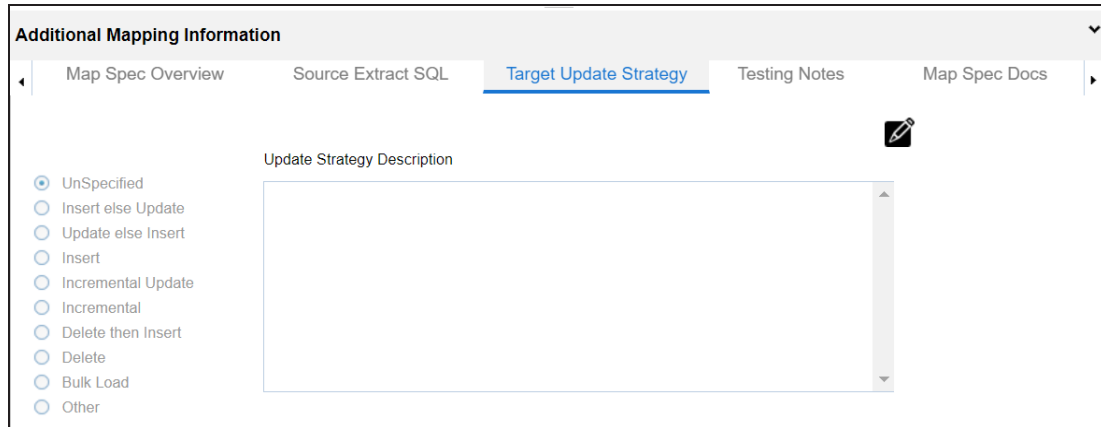 Additional Mapping Information
Map Spec Overview Source Extract SQL Target Update Strategy Testing Notes Map Spec Docs
Update Strategy Description
UnSpecified
Insert else Update
Update else Insert
Insert
Incremental Update
Incremental
Delete then Insert
Delete
Bulk Load
Other